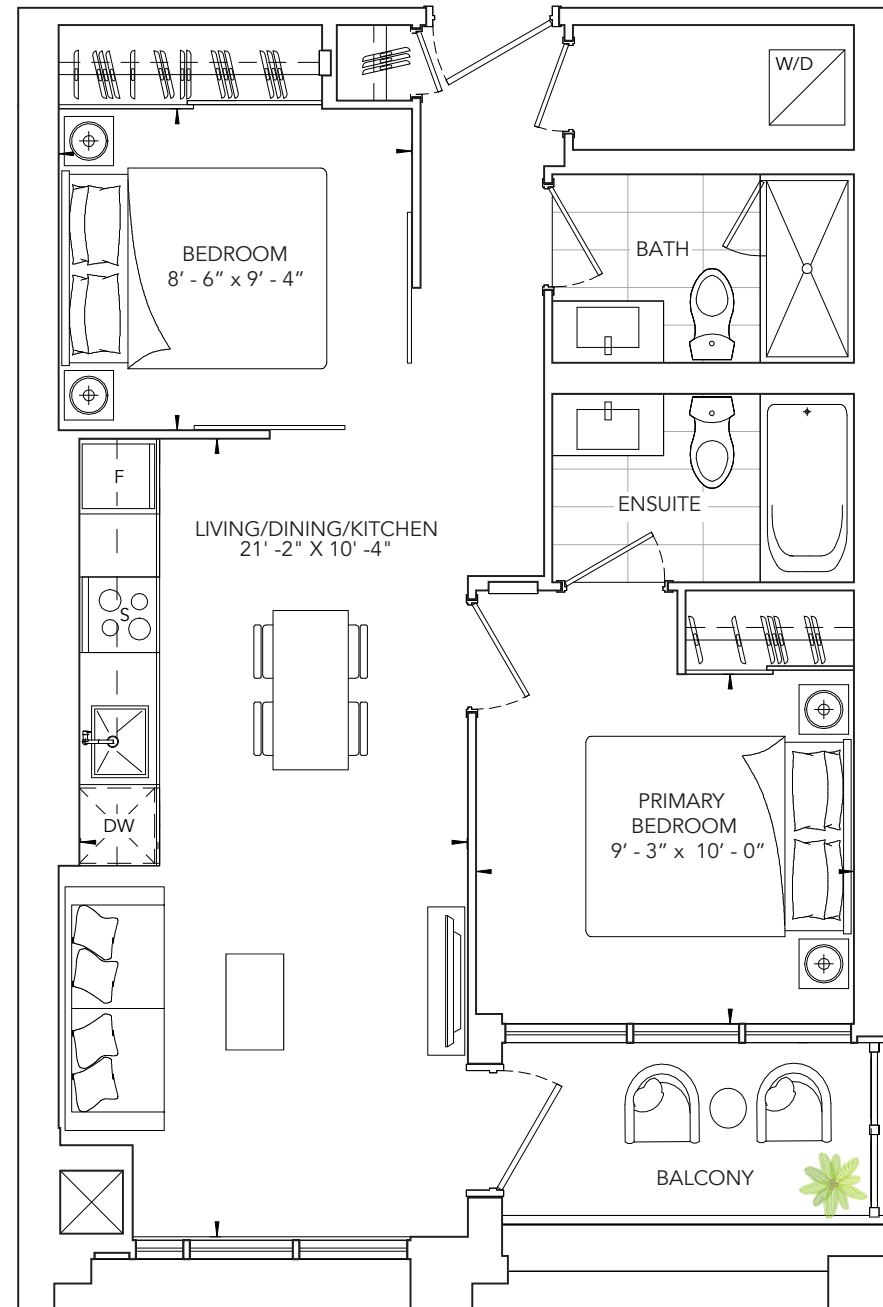 W/D
BEDROOM
8’ - 6” x 9’ - 4”
BATH
F
ENSUITE
LIVING/DINING/KITCHEN
21' -2" X 10' -4"
S
DW
PRIMARY
BEDROOM
9’ - 3” x 10’ - 0”
BALCONY